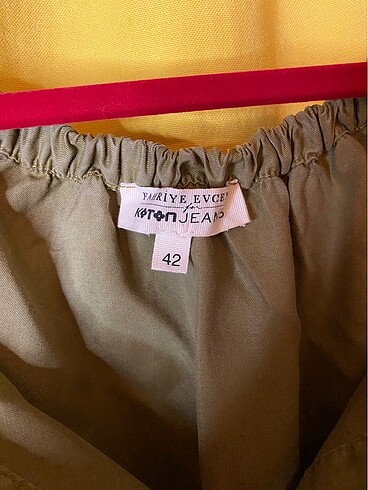 FAHRİYE EVCEN
for
KOTON JEANS
42